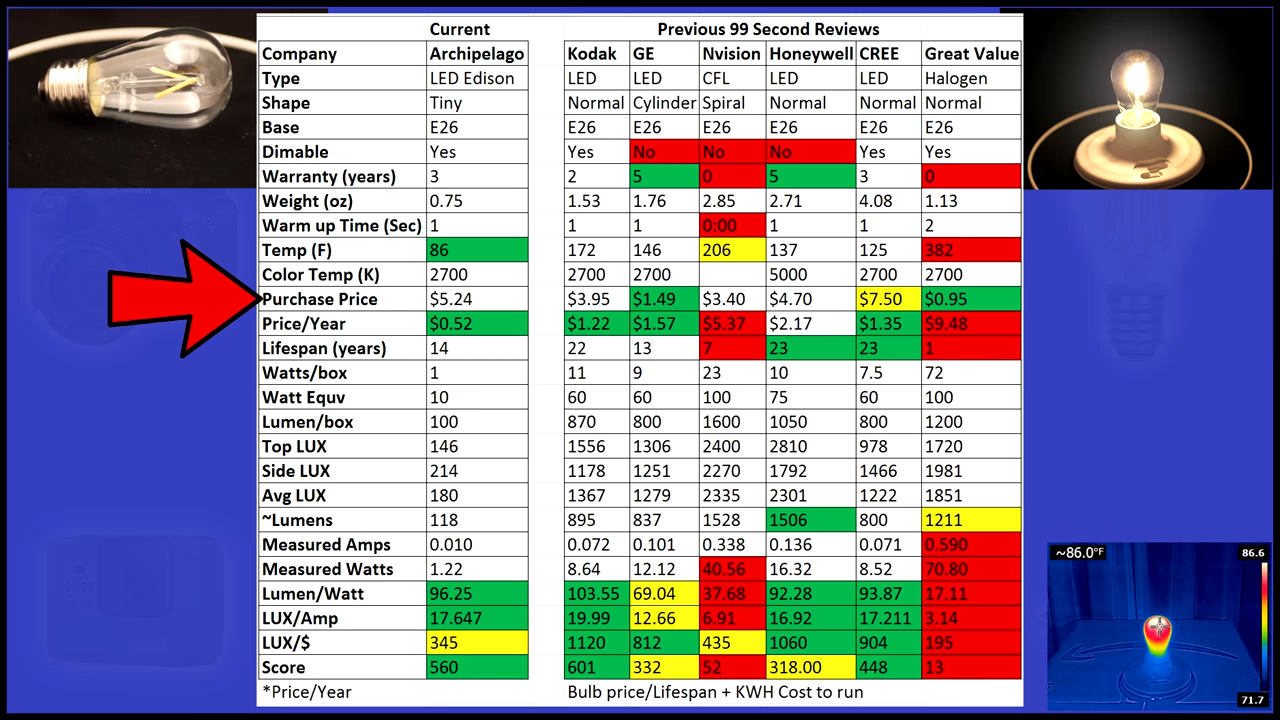 Current Previous 99 Second Reviews
Company Archipelago Kodak GE Nvision Honeywell CREE Great Value
Type LED Edison LED LED CFL LED LED Halogen
Shape Tiny Normal Cylinder Spiral Normal Normal Normal
Base E26 E26 E26 E26 E26 E26 E26
Dimable Yes Yes No No No Yes Yes
Warranty (years) 3 2 5 0 5 3 0
Weight (oz) 0.75 1.53 1.76 2.85 2.71 4.08 1.13
Warm up Time (Sec) 1 1 1 0:00 1 1 2
Temp (F) 86 172 146 206 137 125 382
Color Temp (K) 2700 2700 2700 5000 2700 2700
Purchase Price $5.24 $3.95 $1.49 $3.40 $4.70 $7.50 $0.95
Price/Year $0.52 $1.22 $1.57 $5.37 $2.17 $1.35 $9.48
Lifespan (years) 14 22 13 7 23 23 1
Watts/box 1 11 9 23 10 7.5 72
Watt Equv 10 60 60 100 75 60 100
Lumen/box 100 870 800 1600 1050 800 1200
Top LUX 146 1556 1306 2400 2810 978 1720
Side LUX 214 1178 1251 2270 1792 1466 1981
Avg LUX 180 1367 1279 2335 2301 1222 1851
~Lumens 118 895 837 1528 1506 800 1211
Measured Amps 0.010 0.072 0.101 0.338 0.136 0.071 0.590
Measured Watts 1.22 8.64 12.12 40.56 16.32 8.52 70.80
Lumen/Watt 96.25 103.55 69.04 37.68 92.28 93.87 17.11
LUX/Amp 17.647 19.99 12.66 6.91 16.92 17.211 3.14
LUX/$ 345 1120 812 435 1060 904 195
Score 560 601 332 52 318.00 448 13
*Price/Year Bulb price/Lifespan + KWH Cost to run
~86.0°F 86.6
71.7